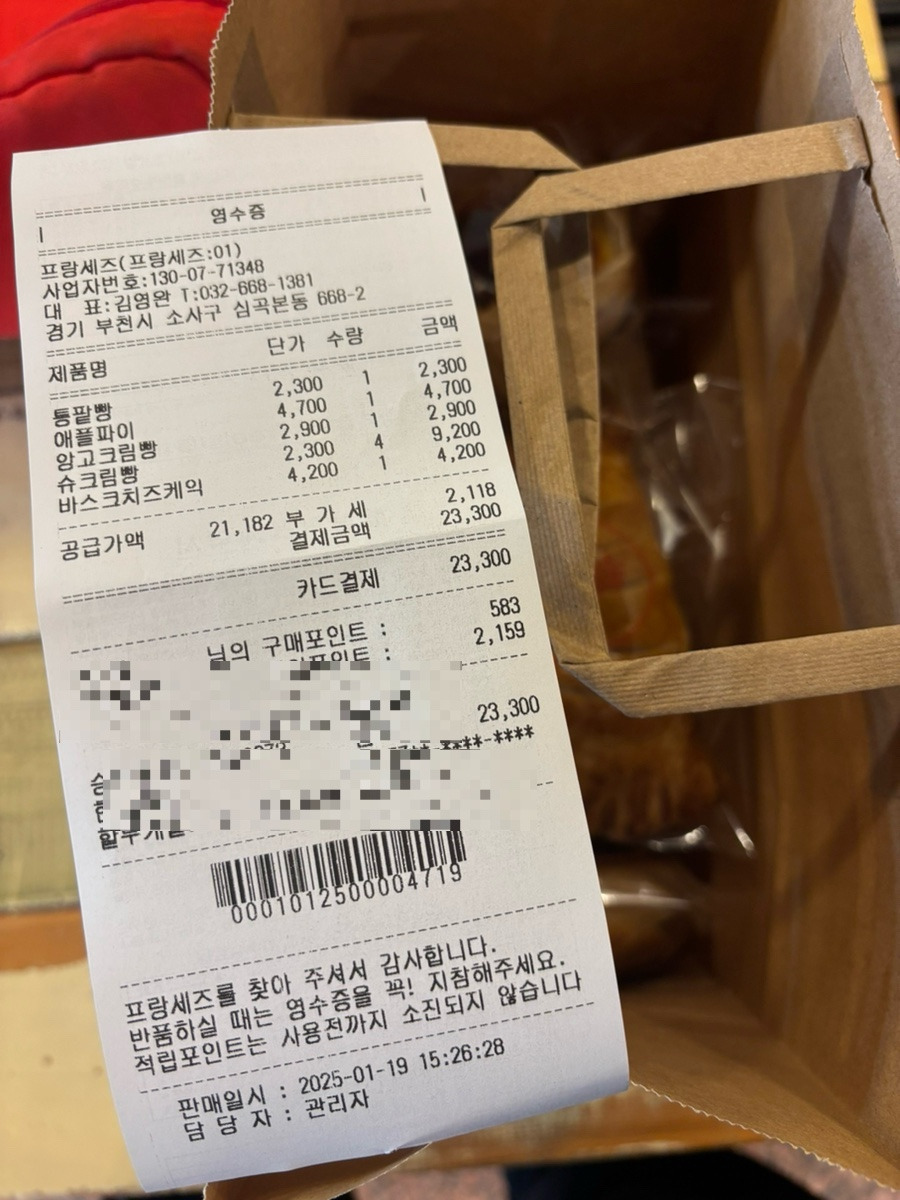 영수증
프랑세즈(프랑세즈:01)
사업자번호:130-07-71348
대 표:김영완 T:032-668-1381
경기 부천시 소사구 심곡본동 668-2
제품명 단가 수량 금액
통팥빵 2,300 1 2,300
애플파이 4,700 1 4,700
앙고크림빵 2,900 1 2,900
슈크림빵 2,300 4 9,200
바스크치즈케익 4,200 1 4,200
공급가액 21,182 부 가 세 2,118
결제금액 23,300
카드결제 23,300
님의 구매포인트 : 583
포인트 : 2,159
23,300
****-****
0001012500004719
프랑세즈를 찾아 주셔서 감사합니다.
반품하실 때는 영수증을 꼭! 지참해주세요.
적립포인트는 사용전까지 소진되지 않습니다
판매일시 : 2025-01-19 15:26:28
담 당 자 : 관리자